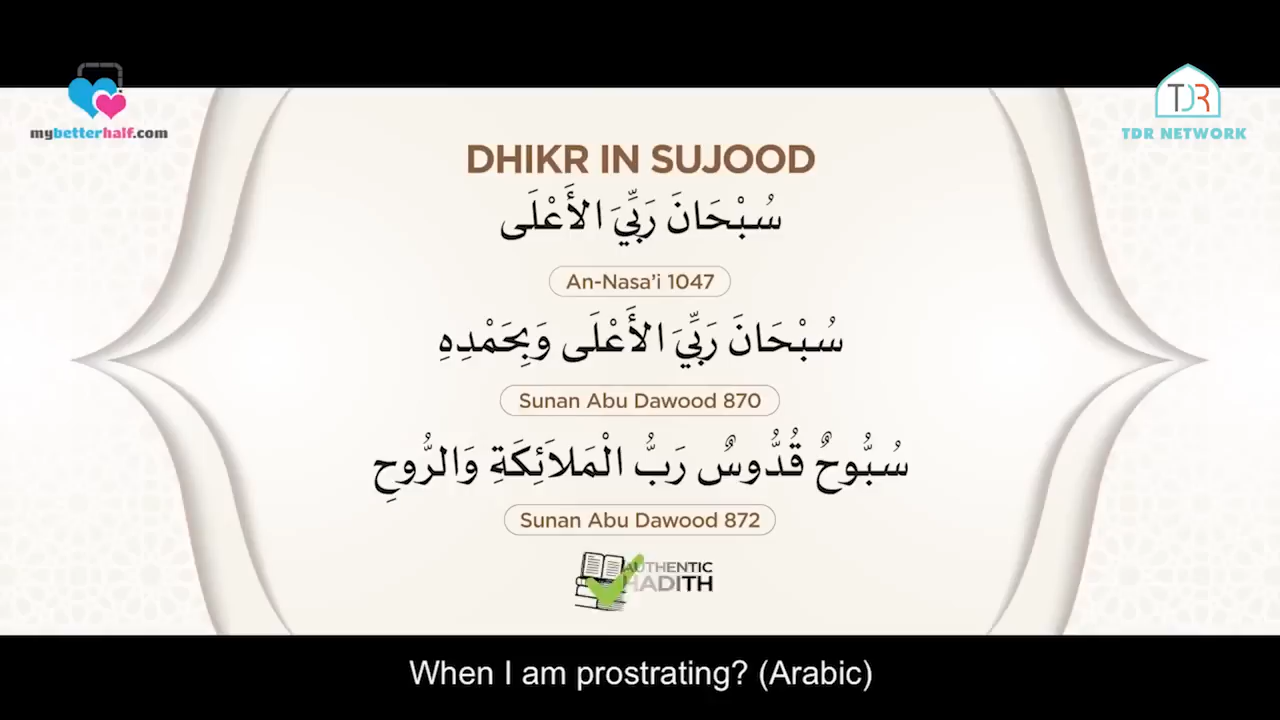 mybetterhalf.com
TDR
TDR NETWORK
DHIKR IN SUJOOD
سُبْحَانَ رَبِّيَ الأَعْلَى
An-Nasa'i 1047
سُبْحَانَ رَبِّيَ الأَعْلَى وَبِحَمْدِهِ
Sunan Abu Dawood 870
سُبُّوحٌ قُدُّوسٌ رَبُّ الْمَلاَئِكَةِ وَالرُّوحِ
Sunan Abu Dawood 872
AUTHENTIC
HADITH
When I am prostrating? (Arabic)